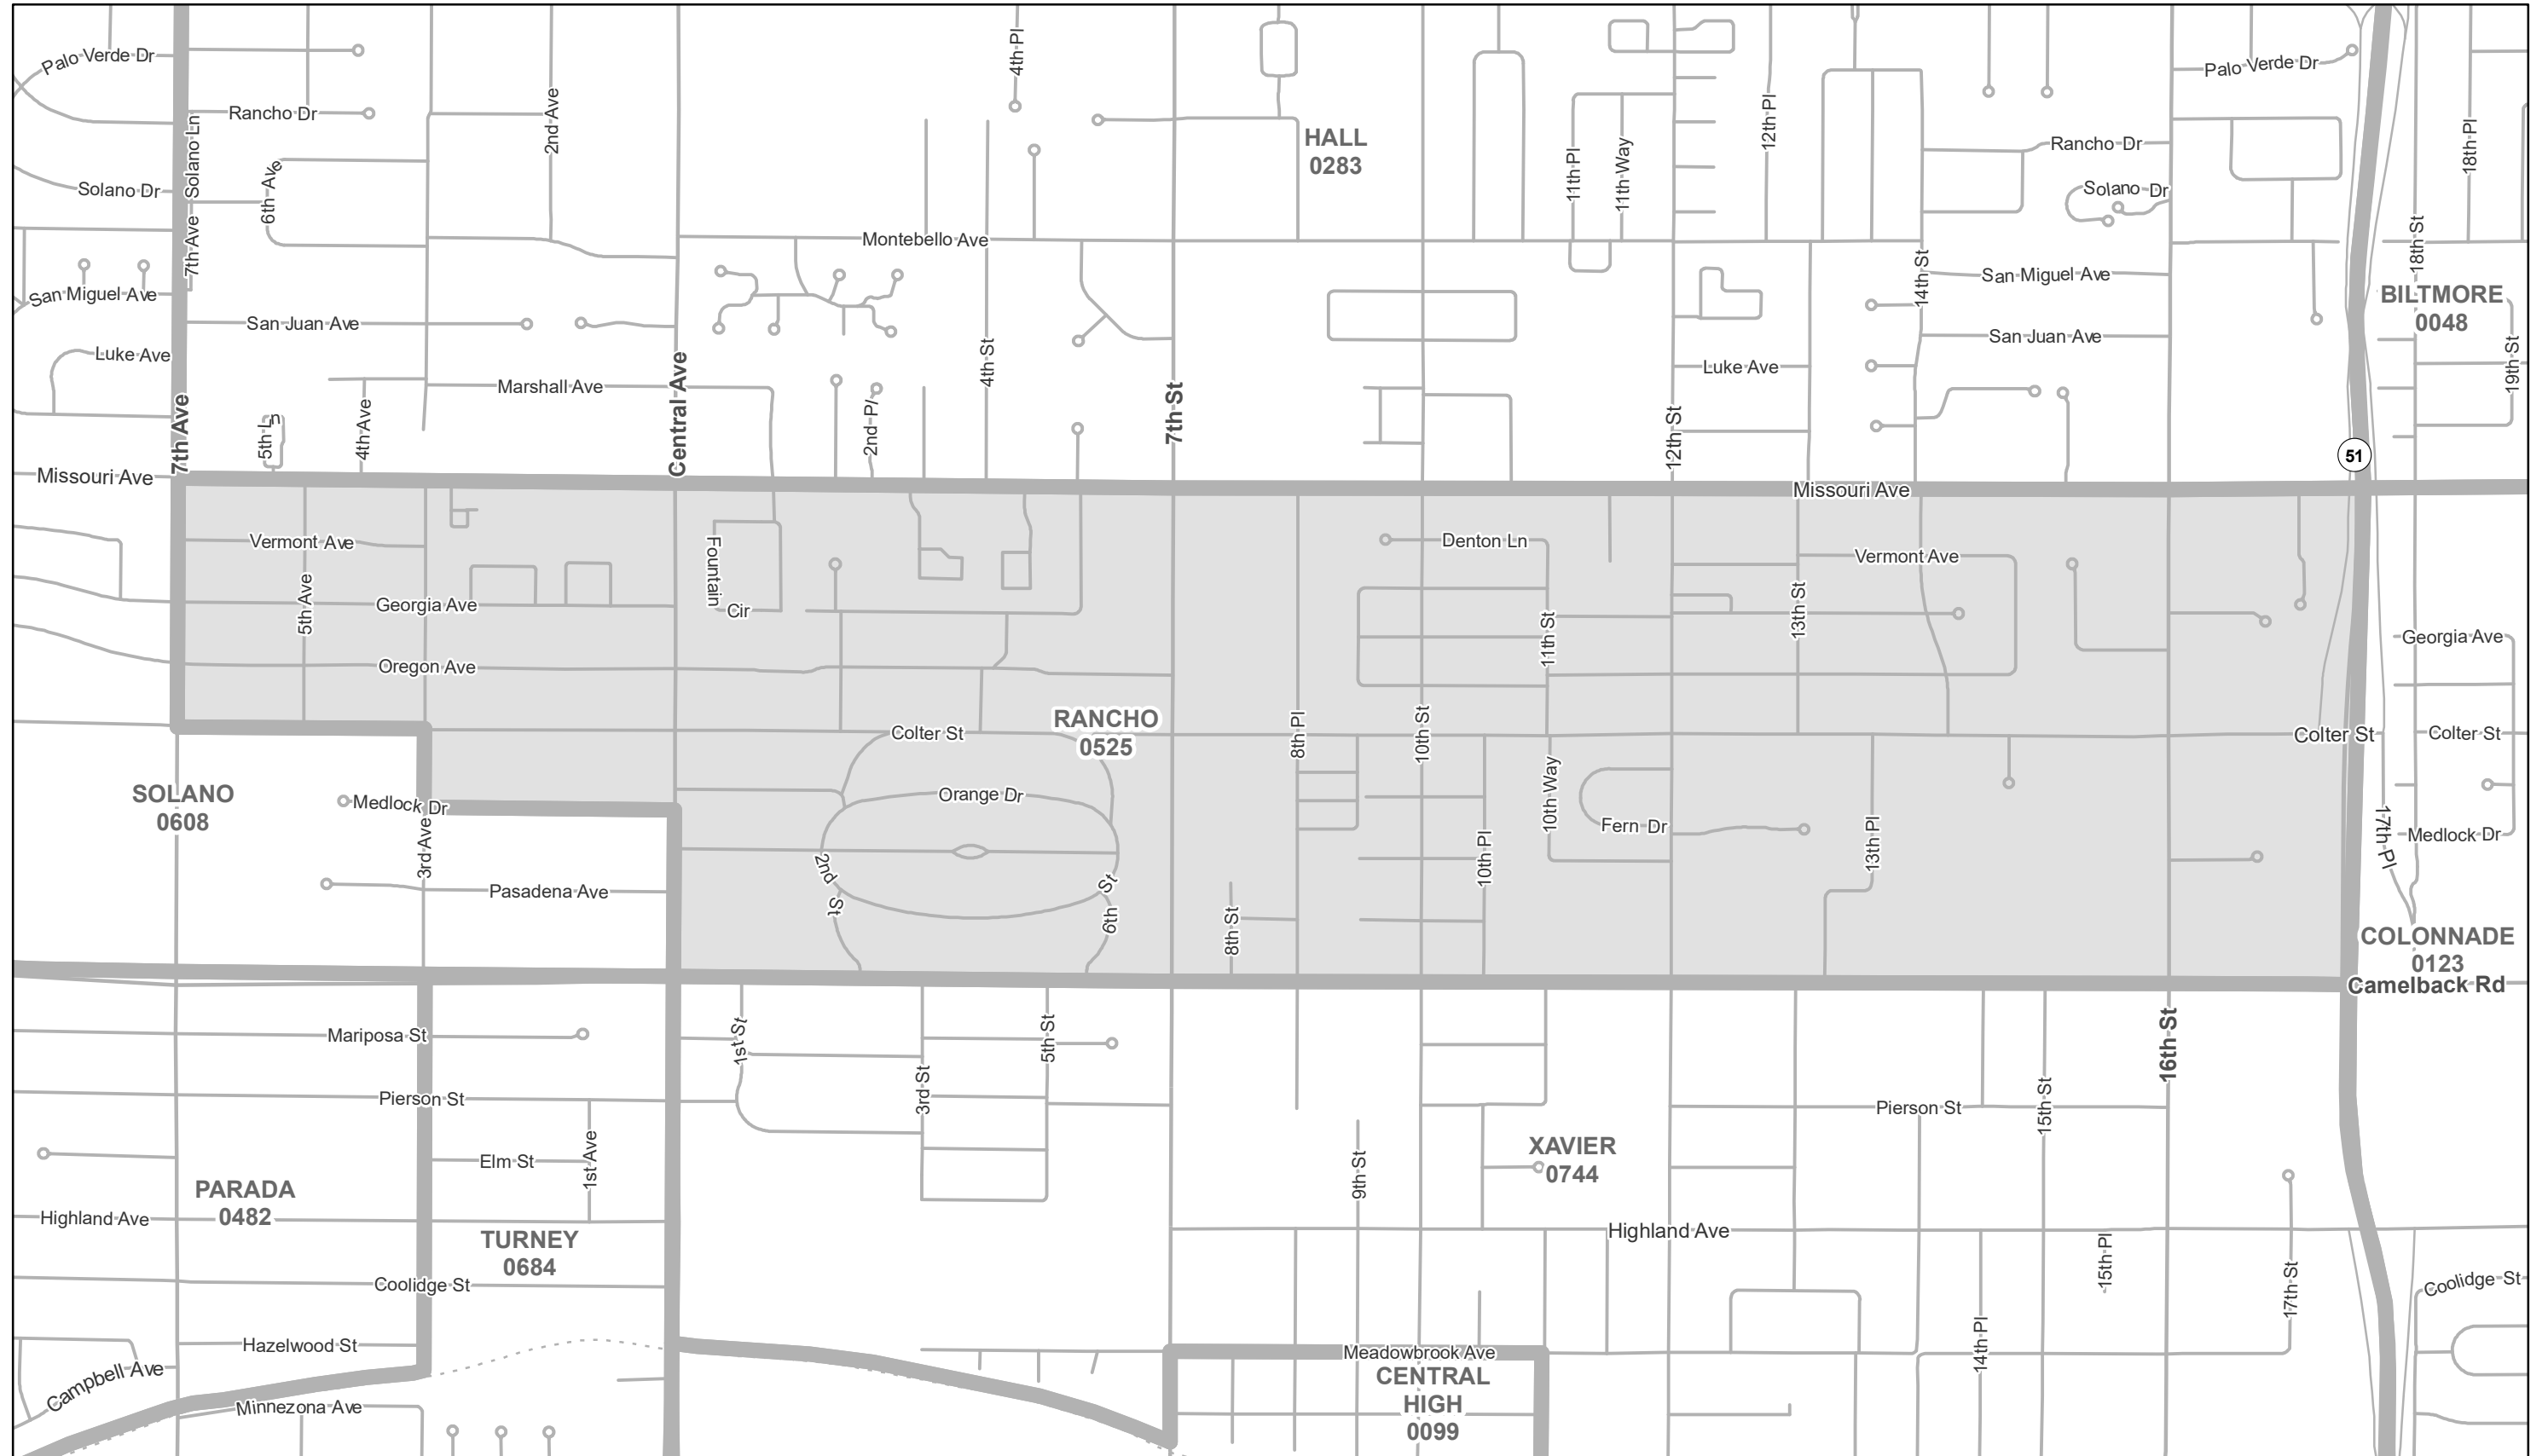 Palo Verde Dr
Rancho Dr
Solano Ln
2nd Ave
4th Pl
HALL
0283
11th Pl
11th Way
12th Pl
Palo Verde Dr
Rancho Dr
18th Pl
Solano Dr
6th Ave
7th Ave
Solano Dr
Montebello Ave
18th St
San Miguel Ave
14th St
San Miguel Ave
BILTMORE
0048
San Juan Ave
San Juan Ave
Luke Ave
Luke Ave
19th St
Marshall Ave
4th St
7th Ave
5th Ln
4th Ave
Central Ave
2nd Pl
7th St
12th St
51
Missouri Ave
Missouri Ave
Vermont Ave
Fountain
Cir
Denton Ln
Vermont Ave
5th Ave
Georgia Ave
11th St
13th St
Georgia Ave
Oregon Ave
RANCHO
0525
Colter St
8th Pl
10th St
Colter St
Colter St
SOLANO
0608
Medlock Dr
3rd Ave
Orange Dr
10th Way
Fern Dr
13th Pl
17th Pl
Medlock Dr
2nd
St
10th Pl
Pasadena Ave
St
6th
8th St
COLONNADE
0123
Camelback Rd
Mariposa St
1st St
5th St
16th St
Pierson St
3rd St
Pierson St
15th St
Elm St
1st Ave
9th St
XAVIER
0744
PARADA
0482
Highland Ave
TURNEY
0684
Highland Ave
15th Pl
17th St
Coolidge St
Coolidge St
Hazelwood St
14th Pl
Campbell Ave
Meadowbrook Ave
CENTRAL
HIGH
0099
Minnezona Ave